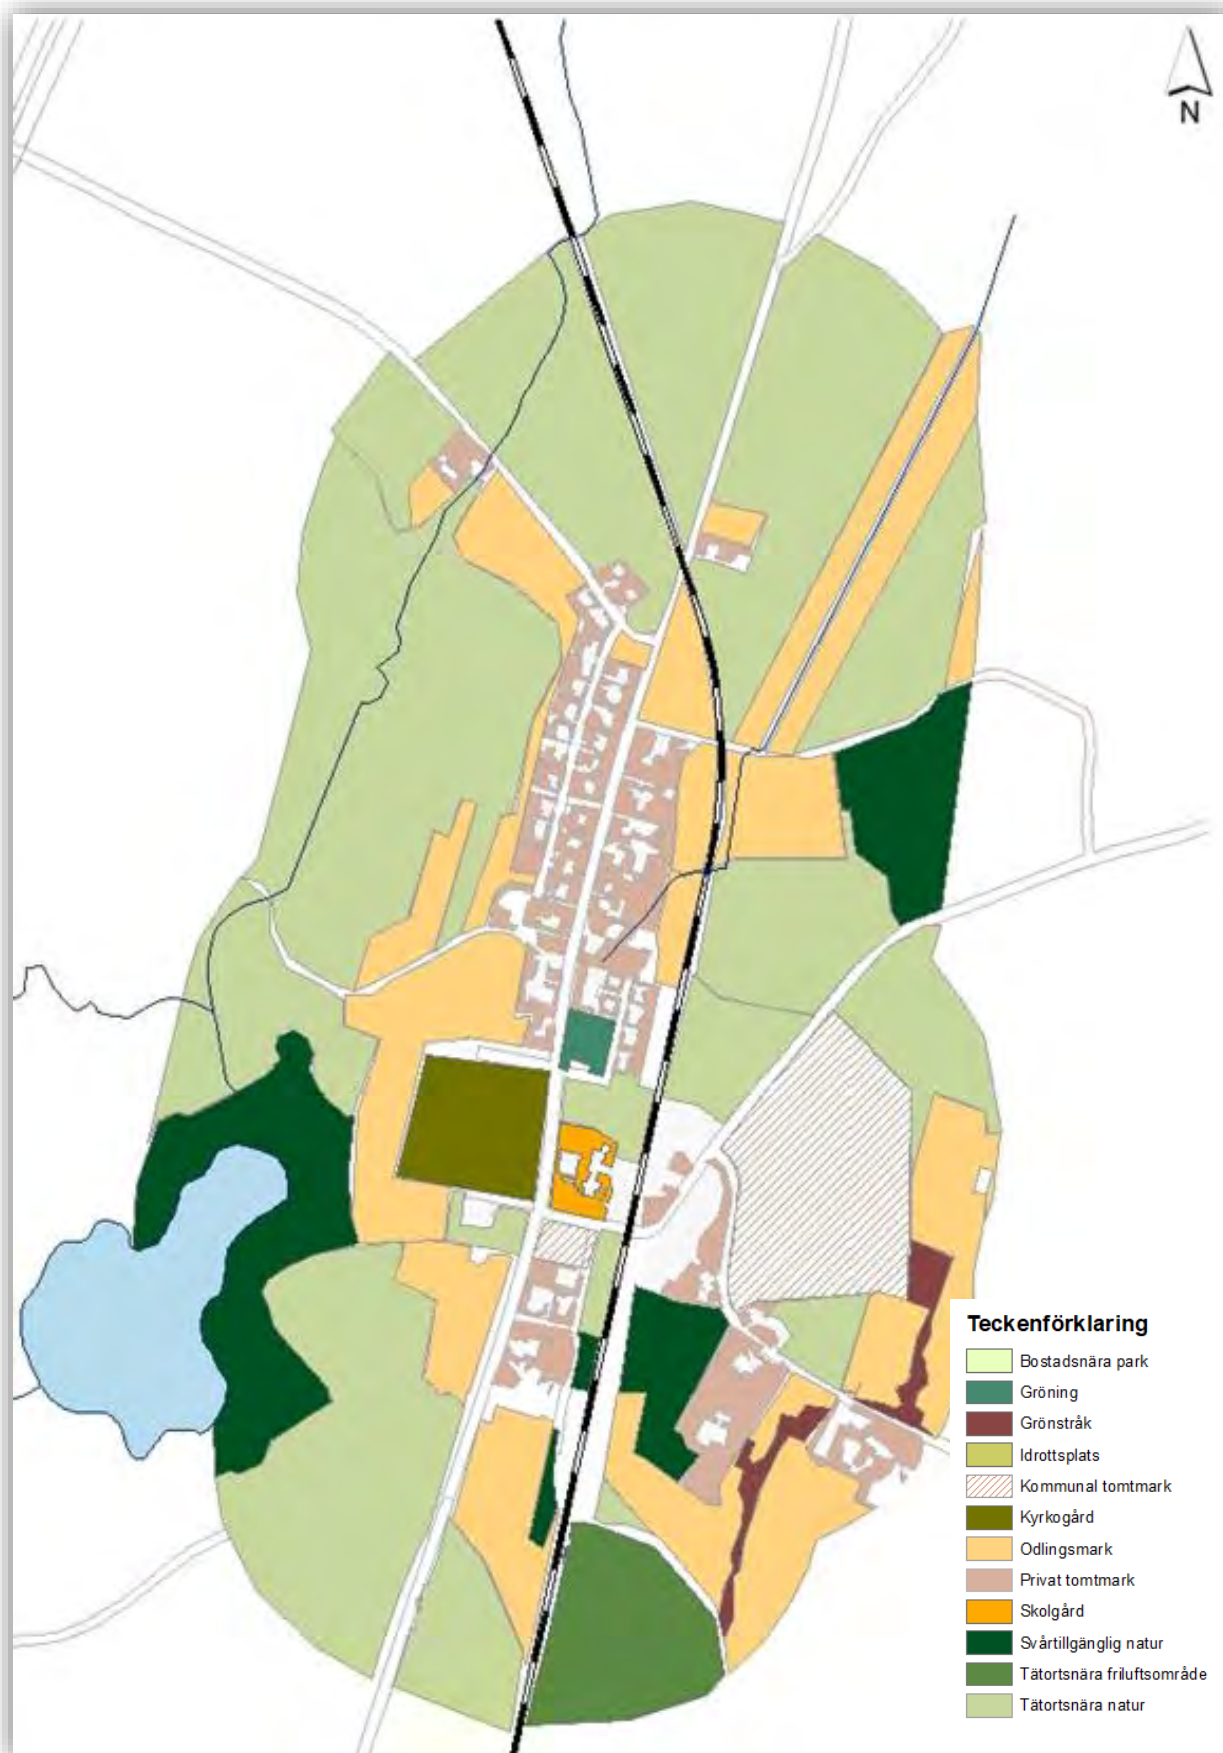 N
Teckenförklaring
Bostadsnära park
Gröning
Grönstråk
Idrottsplats
Kommunal tomtmark
Kyrkogård
Odlingsmark
Privat tomtmark
Skolgård
Svårtillgänglig natur
Tätortsnära friluftsområde
Tätortsnära natur